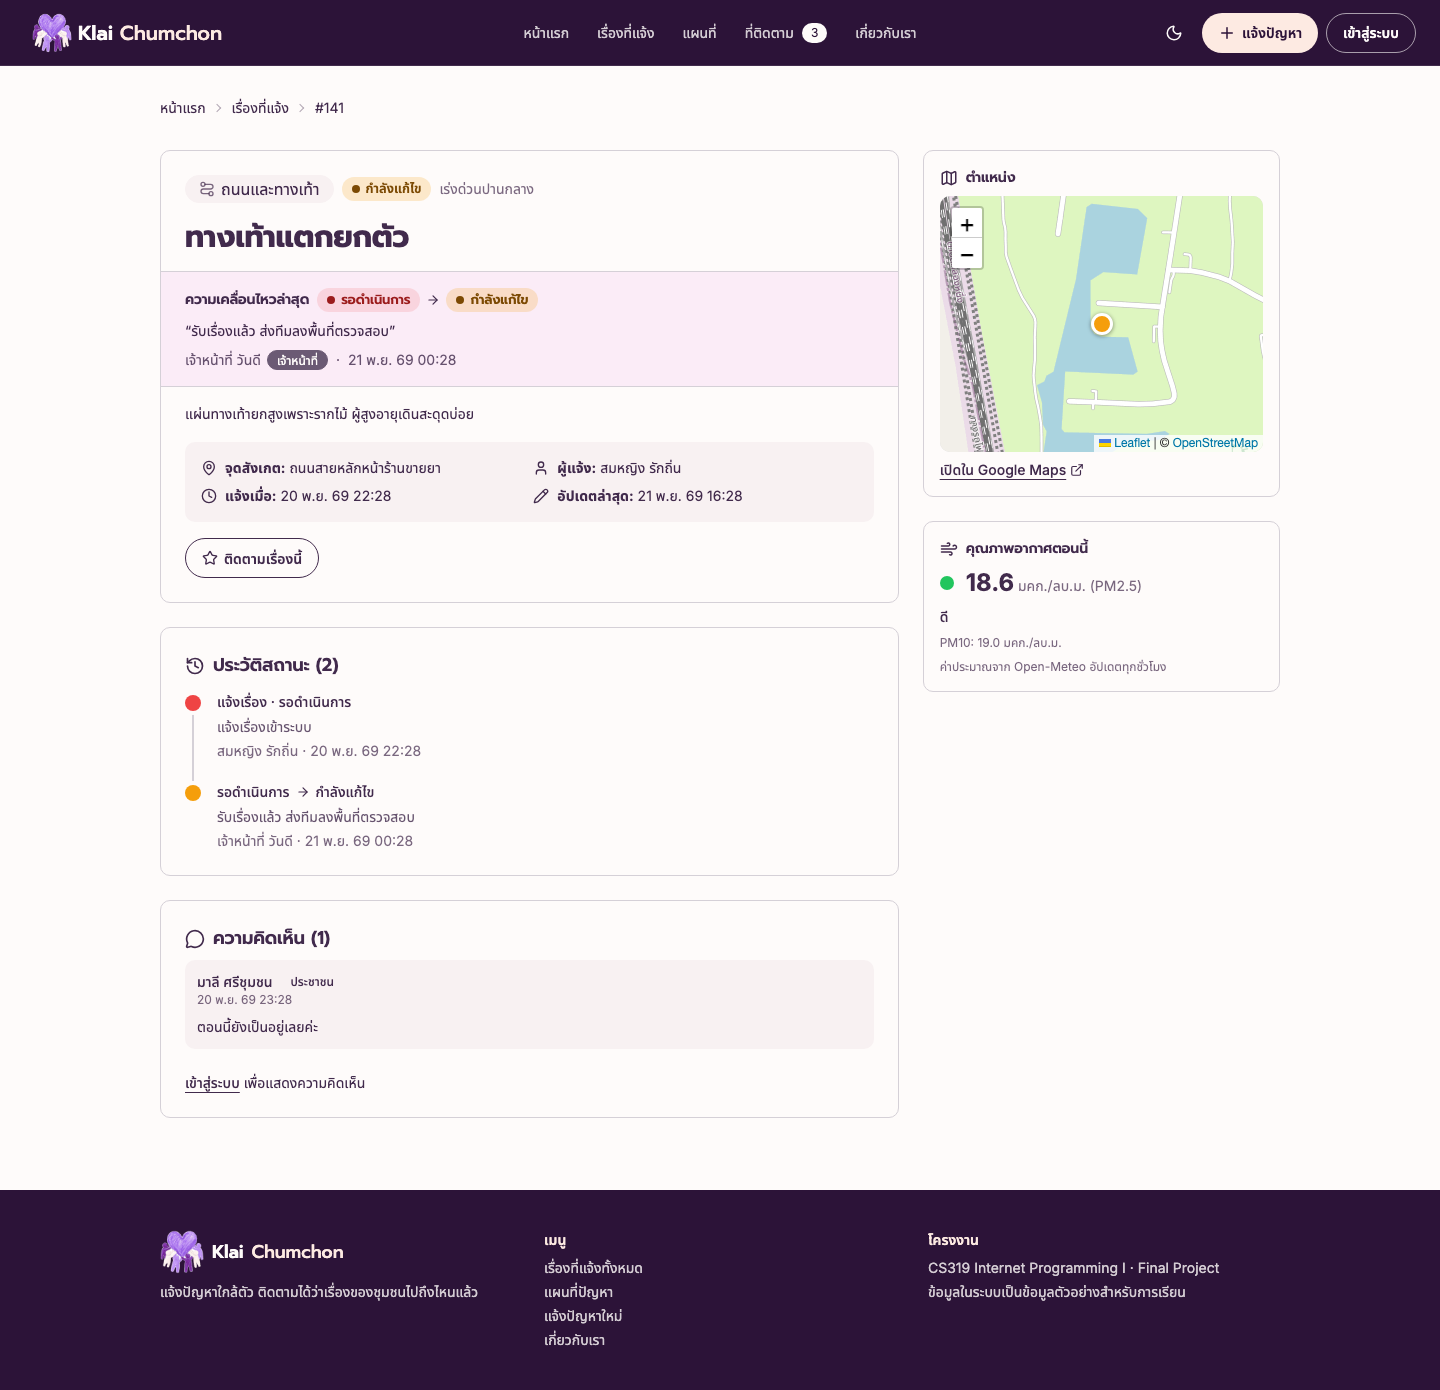 Klai Chumchon
หน้าแรก
เรื่องที่แจ้ง
แผนที่
ที่ติดตาม 3
เกี่ยวกับเรา
แจ้งปัญหา
เข้าสู่ระบบ
หน้าแรก > เรื่องที่แจ้ง > #141
ถนนและทางเท้า
กำลังแก้ไข
เร่งด่วนปานกลาง
ทางเท้าแตกยกตัว
ความเคลื่อนไหวล่าสุด รอดำเนินการ → กำลังแก้ไข
“รับเรื่องแล้ว ส่งทีมลงพื้นที่ตรวจสอบ”
เจ้าหน้าที่ วันดี เจ้าหน้าที่ · 21 พ.ย. 69 00:28
แผ่นทางเท้ายกสูงเพราะรากไม้ ผู้สูงอายุเดินสะดุดบ่อย
จุดสังเกต: ถนนสายหลักหน้าร้านขายยา
ผู้แจ้ง: สมหญิง รักถิ่น
แจ้งเมื่อ: 20 พ.ย. 69 22:28
อัปเดตล่าสุด: 21 พ.ย. 69 16:28
ติดตามเรื่องนี้
ประวัติสถานะ (2)
แจ้งเรื่อง · รอดำเนินการ
แจ้งเรื่องเข้าระบบ
สมหญิง รักถิ่น · 20 พ.ย. 69 22:28
รอดำเนินการ → กำลังแก้ไข
รับเรื่องแล้ว ส่งทีมลงพื้นที่ตรวจสอบ
เจ้าหน้าที่ วันดี · 21 พ.ย. 69 00:28
ความคิดเห็น (1)
มาลี ศรีชุมชน ประชาชน
20 พ.ย. 69 23:28
ตอนนี้ยังเป็นอยู่เลยค่ะ
เข้าสู่ระบบ เพื่อแสดงความคิดเห็น
ตำแหน่ง
+
−
Leaflet | © OpenStreetMap
เปิดใน Google Maps
คุณภาพอากาศตอนนี้
18.6 มคก./ลบ.ม. (PM2.5)
ดี
PM10: 19.0 มคก./ลบ.ม.
ค่าประมาณจาก Open-Meteo อัปเดตทุกชั่วโมง
Klai Chumchon
แจ้งปัญหาใกล้ตัว ติดตามได้ว่าเรื่องของชุมชนไปถึงไหนแล้ว
เมนู
เรื่องที่แจ้งทั้งหมด
แผนที่ปัญหา
แจ้งปัญหาใหม่
เกี่ยวกับเรา
โครงงาน
CS319 Internet Programming I · Final Project
ข้อมูลในระบบเป็นข้อมูลตัวอย่างสำหรับการเรียน